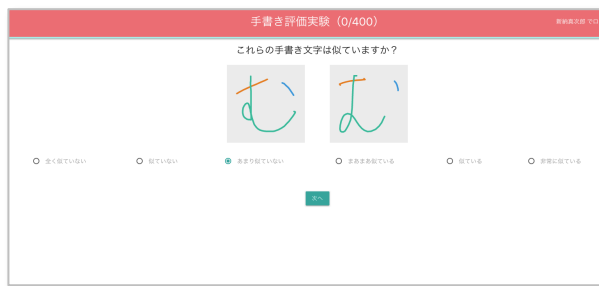 手書き評価実験（0/400）
これらの手書き文字は似ていますか？
む む
全く似ていない 似ていない あまり似ていない まあまあ似ている 似ている 非常に似ている
次へ